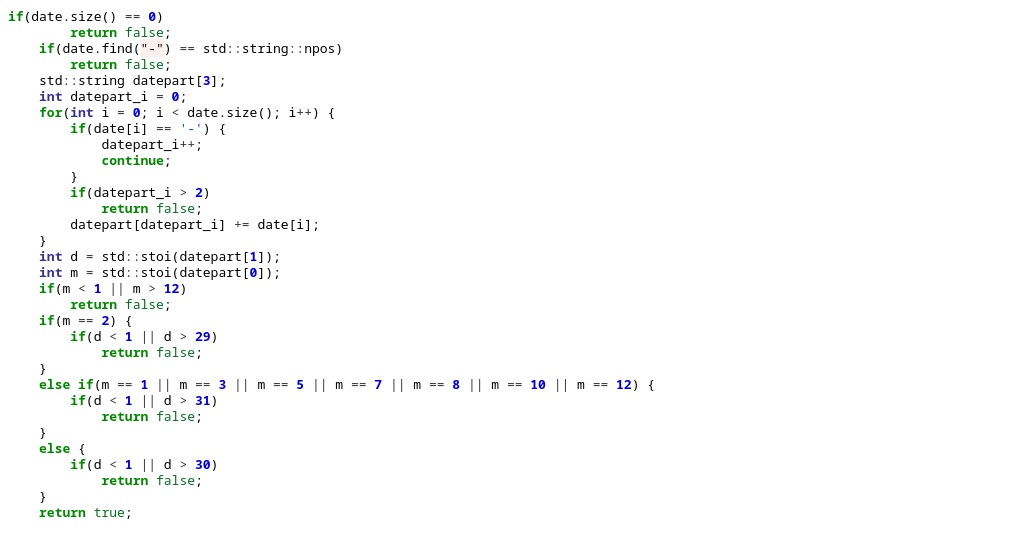 if(date.size() == 0)
        return false;
    if(date.find("-") == std::string::npos)
        return false;
    std::string datepart[3];
    int datepart_i = 0;
    for(int i = 0; i < date.size(); i++) {
        if(date[i] == '-') {
            datepart_i++;
            continue;
        }
        if(datepart_i > 2)
            return false;
        datepart[datepart_i] += date[i];
    }
    int d = std::stoi(datepart[1]);
    int m = std::stoi(datepart[0]);
    if(m < 1 || m > 12)
        return false;
    if(m == 2) {
        if(d < 1 || d > 29)
            return false;
    }
    else if(m == 1 || m == 3 || m == 5 || m == 7 || m == 8 || m == 10 || m == 12) {
        if(d < 1 || d > 31)
            return false;
    }
    else {
        if(d < 1 || d > 30)
            return false;
    }
    return true;